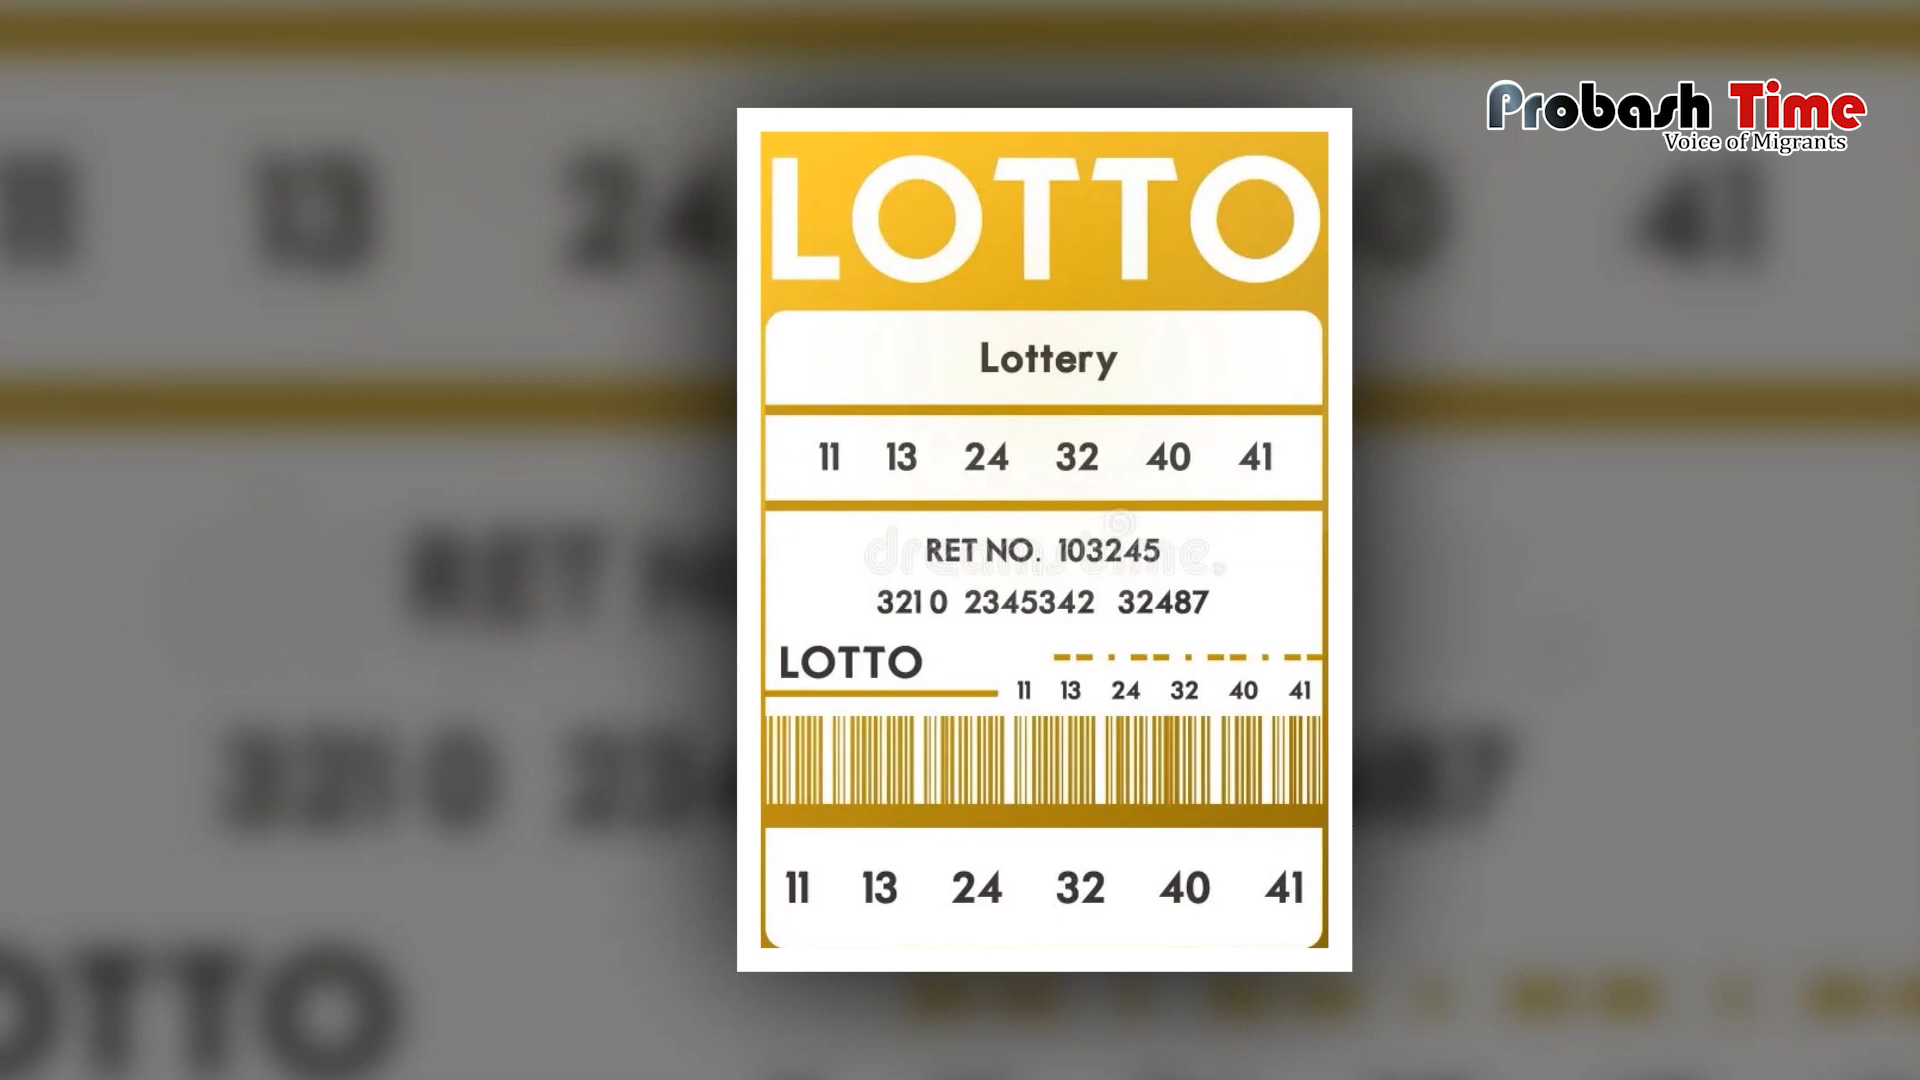 Probash Time
Voice of Migrants
LOTTO
Lottery
11 13 24 32 40 41
dreamstime.
RET NO. 103245
3210 2345342 32487
LOTTO
11 13 24 32 40 41
11 13 24 32 40 41